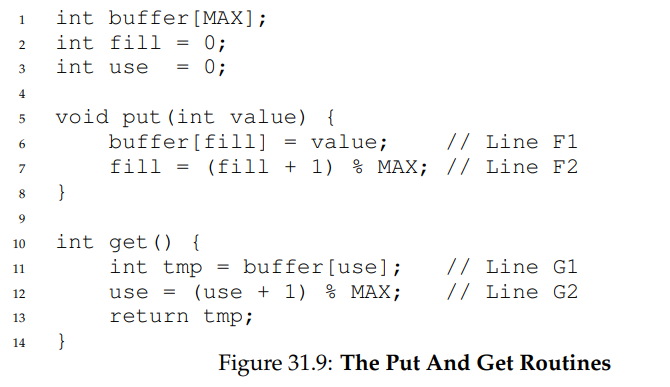 1 int buffer[MAX];
2 int fill = 0;
3 int use  = 0;
4
5 void put(int value) {
6     buffer[fill] = value;    // Line F1
7     fill = (fill + 1) % MAX; // Line F2
8 }
9
10 int get() {
11     int tmp = buffer[use];   // Line G1
12     use = (use + 1) % MAX;   // Line G2
13     return tmp;
14 }
Figure 31.9: The Put And Get Routines